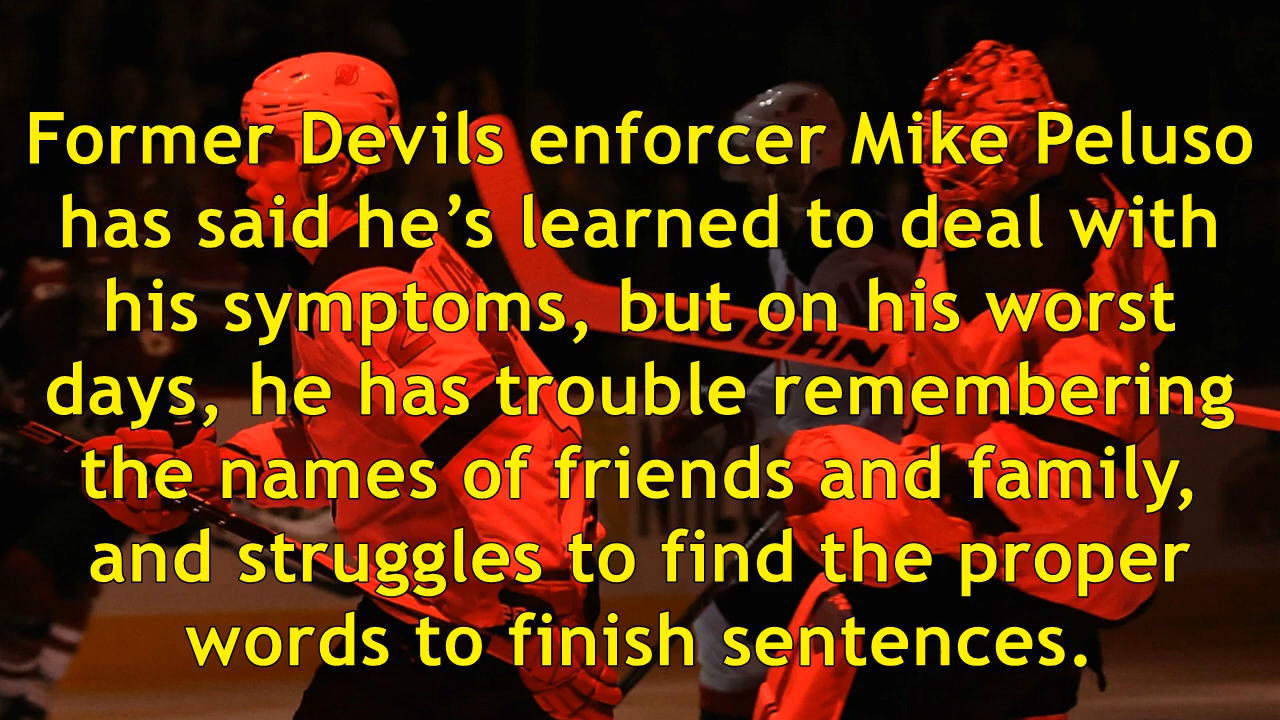 Former Devils enforcer Mike Peluso
has said he’s learned to deal with
his symptoms, but on his worst
days, he has trouble remembering
the names of friends and family,
and struggles to find the proper
words to finish sentences.